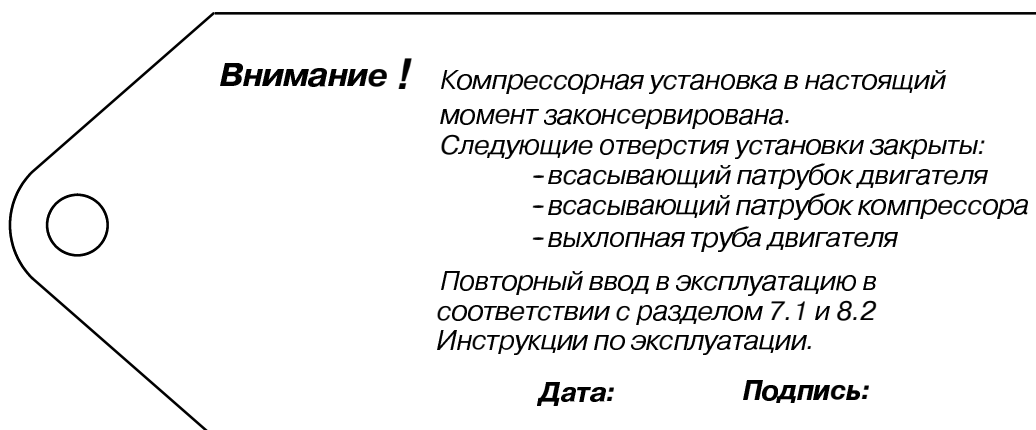 Внимание ! Компрессорная установка в настоящий
момент законсервирована.
Следующие отверстия установки закрыты:
- всасывающий патрубок двигателя
- всасывающий патрубок компрессора
- выхлопная труба двигателя
Повторный ввод в эксплуатацию в
соответствии с разделом 7.1 и 8.2
Инструкции по эксплуатации.
Дата: Подпись: